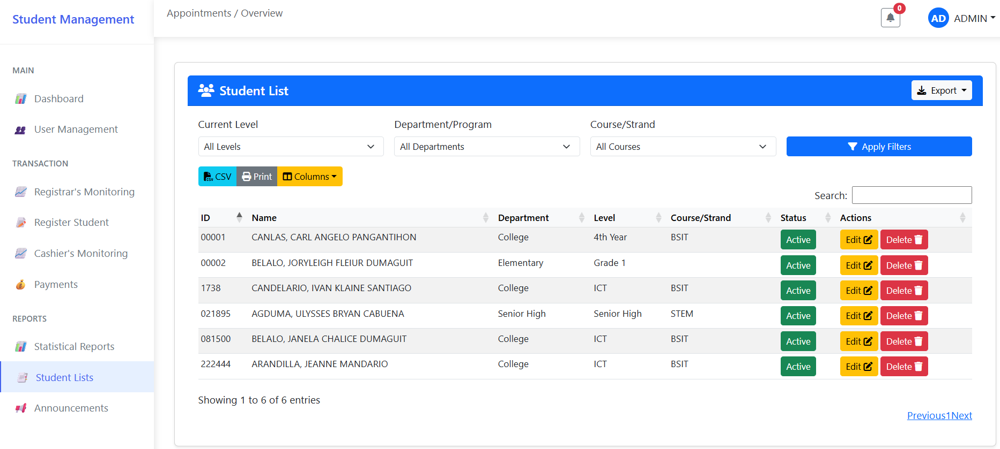 Student Management
Appointments / Overview
0
AD
ADMIN
MAIN
Dashboard
User Management
TRANSACTION
Registrar's Monitoring
Register Student
Cashier's Monitoring
Payments
REPORTS
Statistical Reports
Student Lists
Announcements
Student List
Export
Current Level
Department/Program
Course/Strand
All Levels
All Departments
All Courses
Apply Filters
CSV
Print
Columns
Search:
ID Name Department Level Course/Strand Status Actions
00001 CANLAS, CARL ANGELO PANGANTIHON College 4th Year BSIT Active Edit Delete
00002 BELALO, JORYLEIGH FLEIUR DUMAGUIT Elementary Grade 1 Active Edit Delete
1738 CANDELARIO, IVAN KLAINE SANTIAGO College ICT BSIT Active Edit Delete
021895 AGDUMA, ULYSSES BRYAN CABUENA Senior High Senior High STEM Active Edit Delete
081500 BELALO, JANELA CHALICE DUMAGUIT College ICT BSIT Active Edit Delete
222444 ARANDILLA, JEANNE MANDARIO College ICT BSIT Active Edit Delete
Showing 1 to 6 of 6 entries
Previous1Next